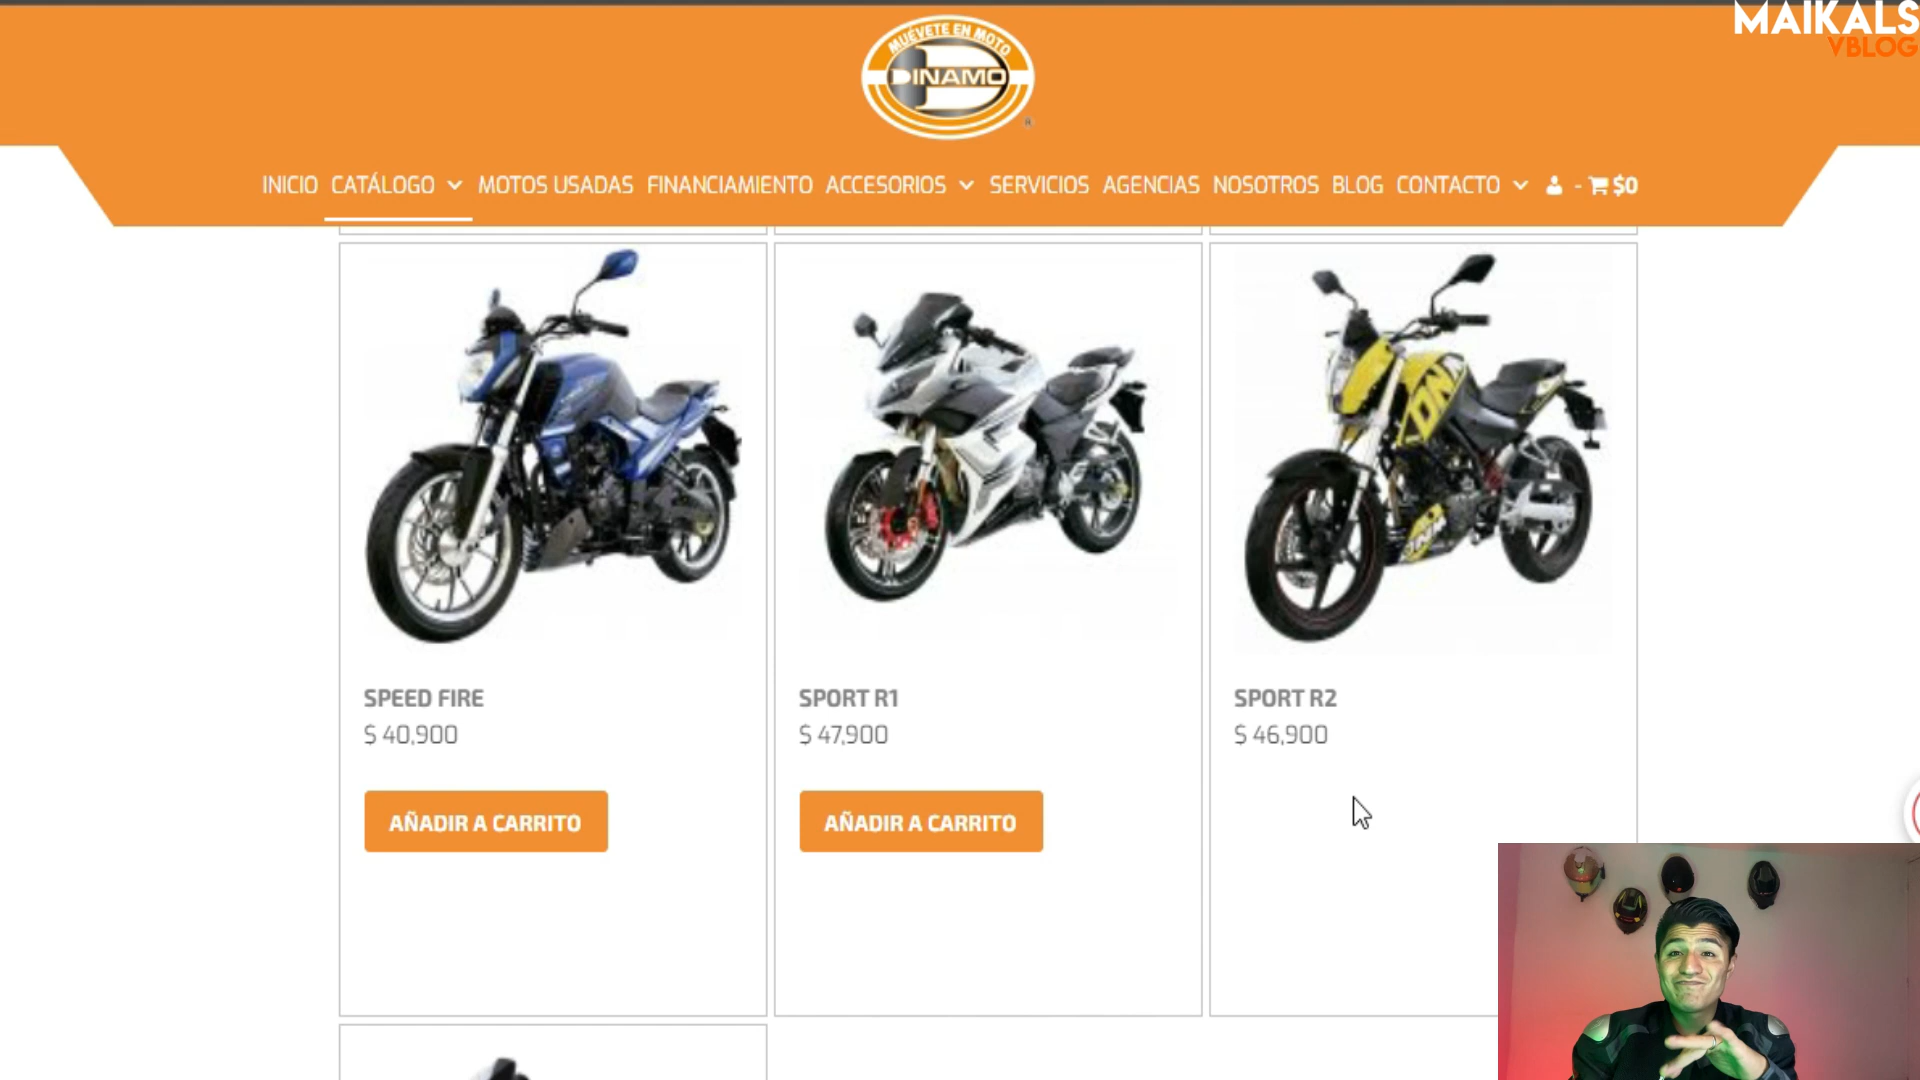 MAIKALS
VBLOG
MUÉVETE EN MOTO
DINAMO
®
INICIO CATÁLOGO MOTOS USADAS FINANCIAMIENTO ACCESORIOS SERVICIOS AGENCIAS NOSOTROS BLOG CONTACTO - $0
DNM
SPEED FIRE
$ 40,900
AÑADIR A CARRITO
SPORT R1
$ 47,900
AÑADIR A CARRITO
SPORT R2
$ 46,900